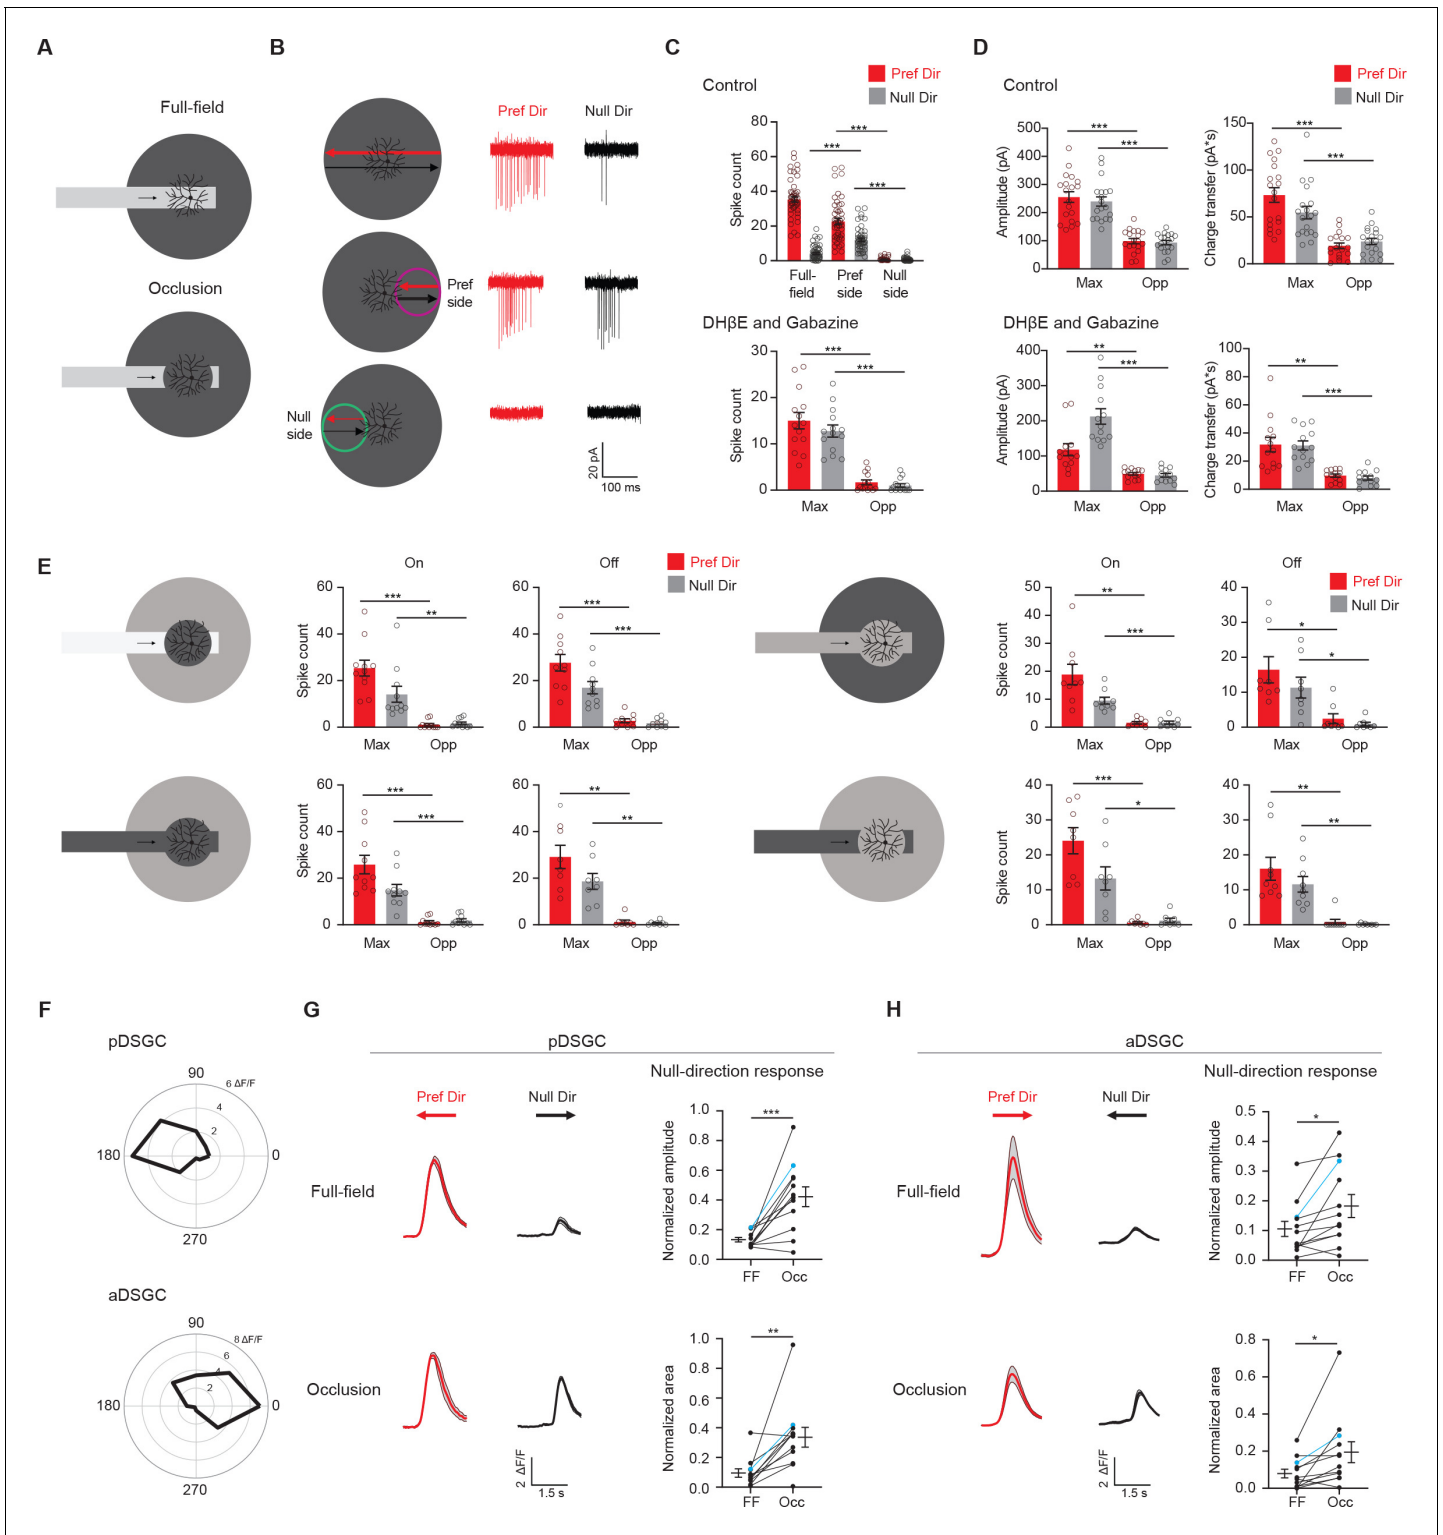 A
Full-field
Occlusion
B
Pref Dir
Null Dir
Pref
side
Null
side
20 pA
100 ms
C
Pref Dir
Null Dir
Control
80
60
40
20
0
Spike count
***
***
***
Full-
field
Pref
side
Null
side
DHβE and Gabazine
30
20
10
0
Spike count
***
***
Max
Opp
D
Pref Dir
Null Dir
Control
500
400
300
200
100
0
Amplitude (pA)
***
***
Max
Opp
150
100
50
0
Charge transfer (pA*s)
***
***
Max
Opp
DHβE and Gabazine
400
300
200
100
0
Amplitude (pA)
**
***
Max
Opp
100
80
60
40
20
0
Charge transfer (pA*s)
**
***
Max
Opp
E
On
60
40
20
0
Spike count
***
**
Max
Opp
Off
60
40
20
0
***
***
Max
Opp
Pref Dir
Null Dir
On
50
40
30
20
10
0
Spike count
**
***
Max
Opp
Off
40
30
20
10
0
*
*
Max
Opp
Pref Dir
Null Dir
60
40
20
0
Spike count
***
***
Max
Opp
60
40
20
0
**
**
Max
Opp
40
30
20
10
0
Spike count
***
*
Max
Opp
40
30
20
10
0
**
**
Max
Opp
F
pDSGC
90
6 ΔF/F
4
2
180
0
270
aDSGC
90
8 ΔF/F
6
4
2
180
0
270
G
pDSGC
Pref Dir
Null Dir
Full-field
Occlusion
2 ΔF/F
1.5 s
Null-direction response
1.0
0.8
0.6
0.4
0.2
0.0
Normalized amplitude
***
FF
Occ
1.0
0.8
0.6
0.4
0.2
0.0
Normalized area
**
FF
Occ
H
aDSGC
Pref Dir
Null Dir
Full-field
Occlusion
2 ΔF/F
1.5 s
Null-direction response
0.5
0.4
0.3
0.2
0.1
0.0
Normalized amplitude
*
FF
Occ
0.8
0.6
0.4
0.2
0.0
Normalized area
*
FF
Occ